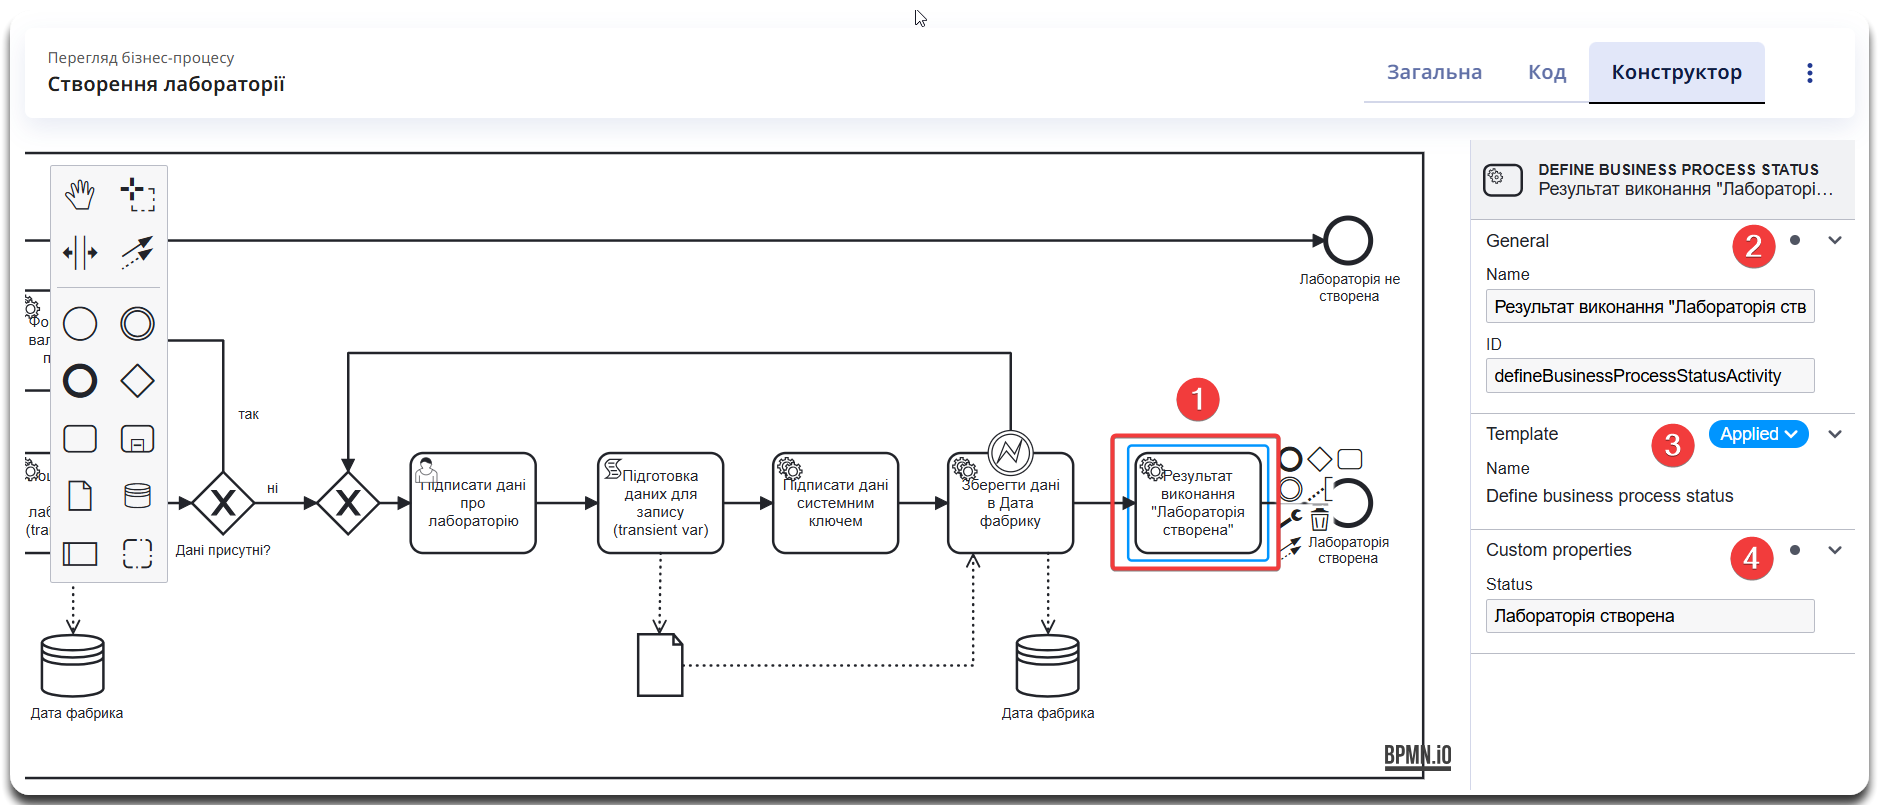 Перегляд бізнес-процесу
Створення лабораторії
Загальна
Код
Конструктор
DEFINE BUSINESS PROCESS STATUS
Результат виконання "Лабораторі...
General
2
Name
Результат виконання "Лабораторія ств
ID
defineBusinessProcessStatusActivity
Template
3
Applied
Name
Define business process status
Custom properties
4
Status
Лабораторія створена
Лабораторія не
створена
так
ні
Дані присутні?
Підписати дані
про
лабораторію
Підготовка
даних для
запису
(transient var)
Підписати дані
системним
ключем
Зберегти дані
в Дата
фабрику
1
Результат
виконання
"Лабораторія
створена"
Лабораторія
створена
Дата фабрика
Дата фабрика
BPMN.iO